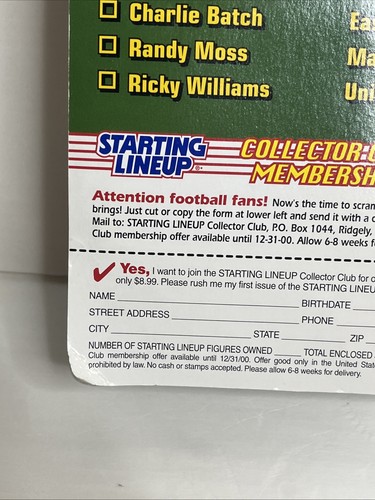 Charlie Batch
Randy Moss
Ricky Williams
STARTING
LINEUP
COLLECTOR
MEMBERSH
Attention football fans! Now's the time to scram
brings! Just cut or copy the form at lower left and send it with a c
Mail to: STARTING LINEUP Collector Club, P.O. Box 1044, Ridgely,
Club membership offer available until 12-31-00. Allow 6-8 weeks f
Yes, I want to join the STARTING LINEUP Collector Club for o
only $8.99. Please rush me my first issue of the STARTING LINEU
NAME BIRTHDATE
STREET ADDRESS PHONE
CITY STATE ZIP
NUMBER OF STARTING LINEUP FIGURES OWNED TOTAL ENCLOSED
Club membership offer available until 12/31/00. Offer good only in the United Stat
prohibited by law. No cash or stamps accepted. Please allow 6-8 weeks for delivery.